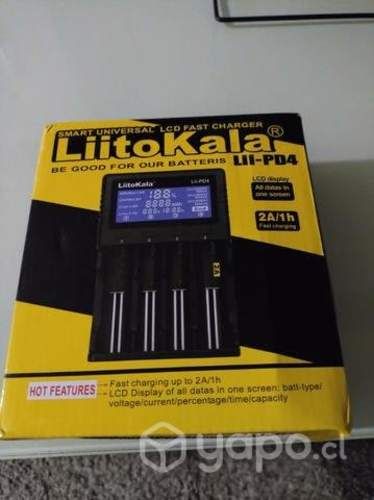 SMART UNIVERSAL LCD FAST CHARGER
LiitoKala®
BE GOOD FOR OUR BATTERIS Lii-PD4
LiitoKala Lii-PD4
LCD display
All datas in
one screen
2A/1h
Fast charging
HOT FEATURES
Fast charging up to 2A/1h
LCD Display of all datas in one screen: batt-type/
voltage/current/percentage/time/capacity
yapo.cl